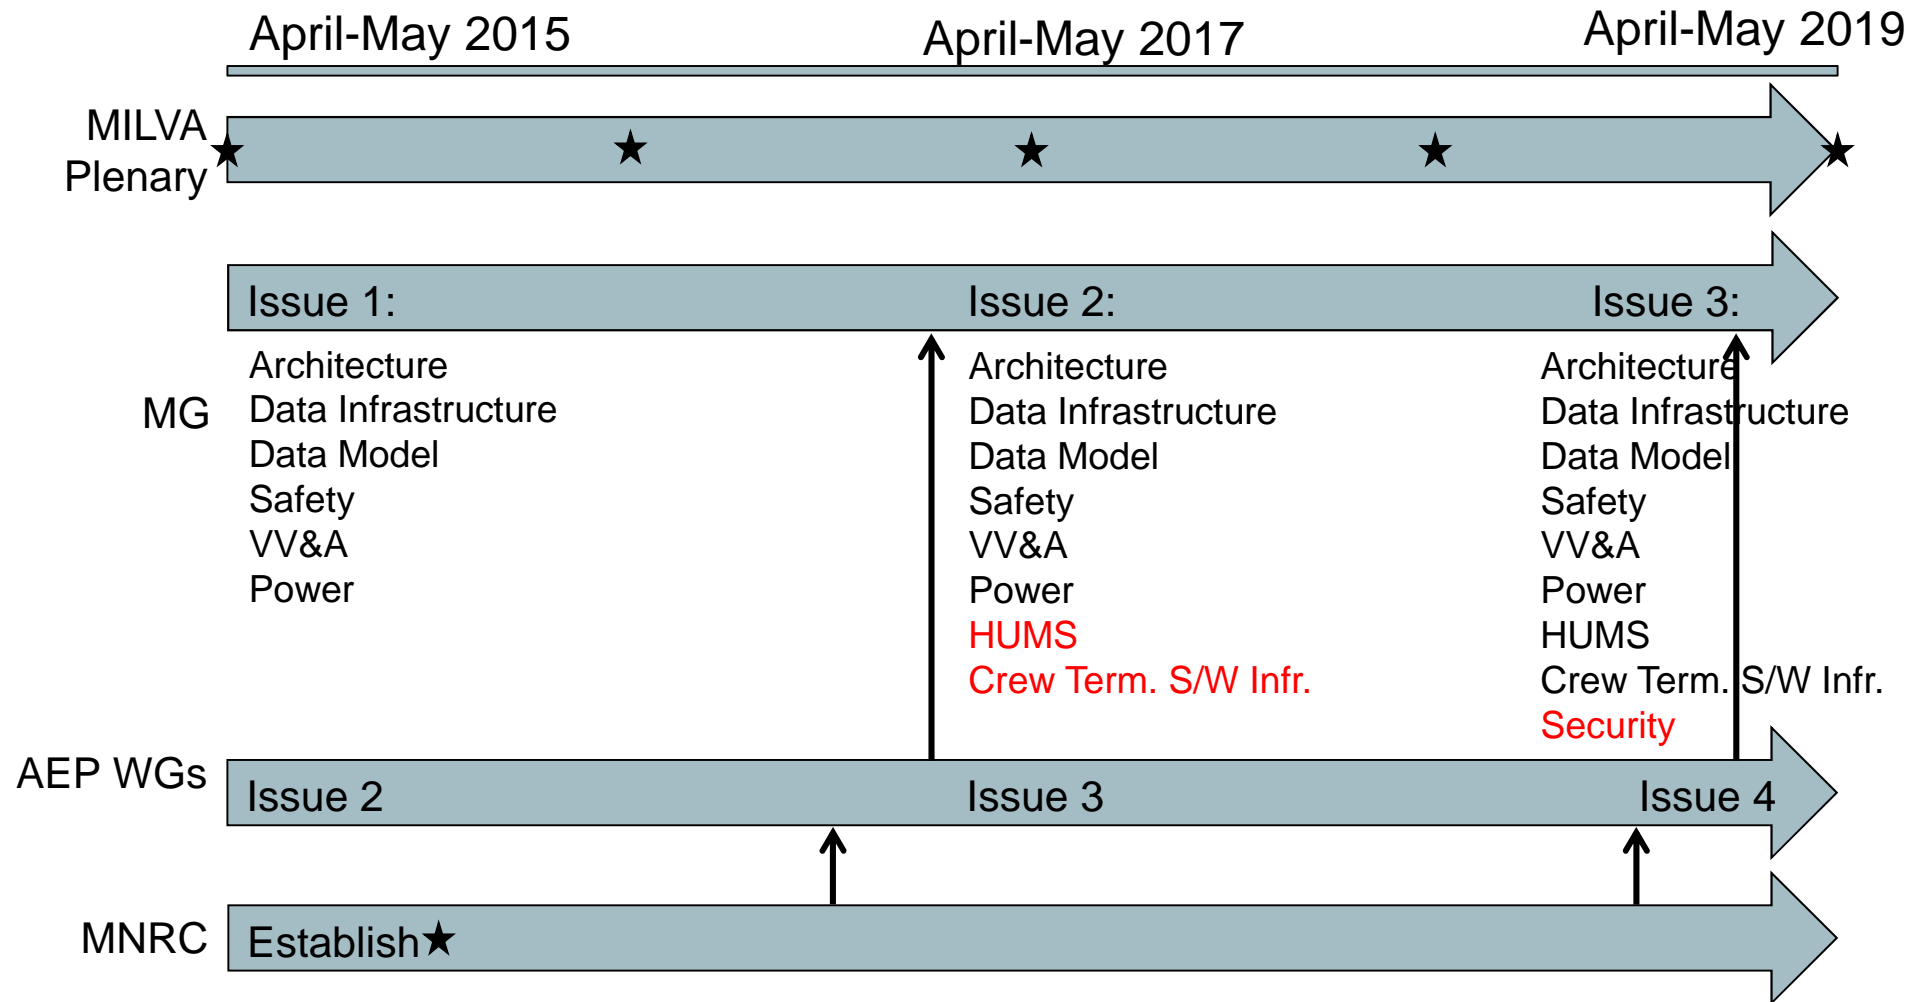 April-May 2015
April-May 2017
April-May 2019
MILVA
Plenary
Issue 1:
Issue 2:
Issue 3:
MG
Architecture
Data Infrastructure
Data Model
Safety
VV&A
Power
Architecture
Data Infrastructure
Data Model
Safety
VV&A
Power
HUMS
Crew Term. S/W Infr.
Architecture
Data Infrastructure
Data Model
Safety
VV&A
Power
HUMS
Crew Term. S/W Infr.
Security
AEP WGs
Issue 2
Issue 3
Issue 4
MNRC
Establish